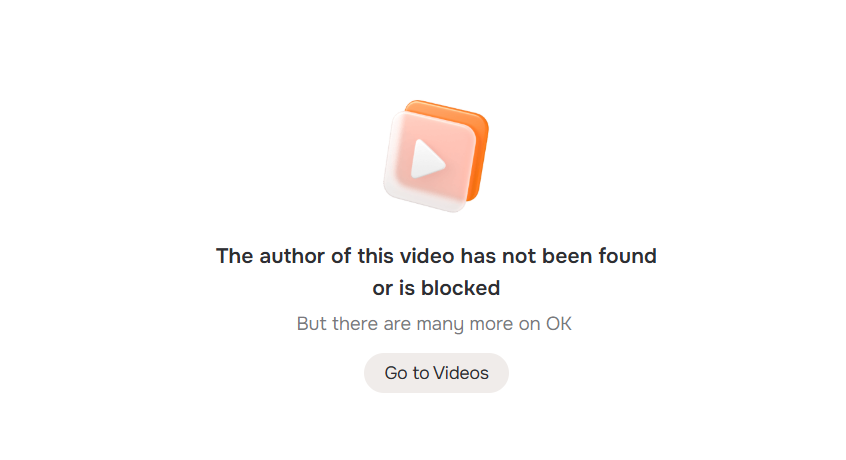 The author of this video has not been found
or is blocked
But there are many more on OK
Go to Videos